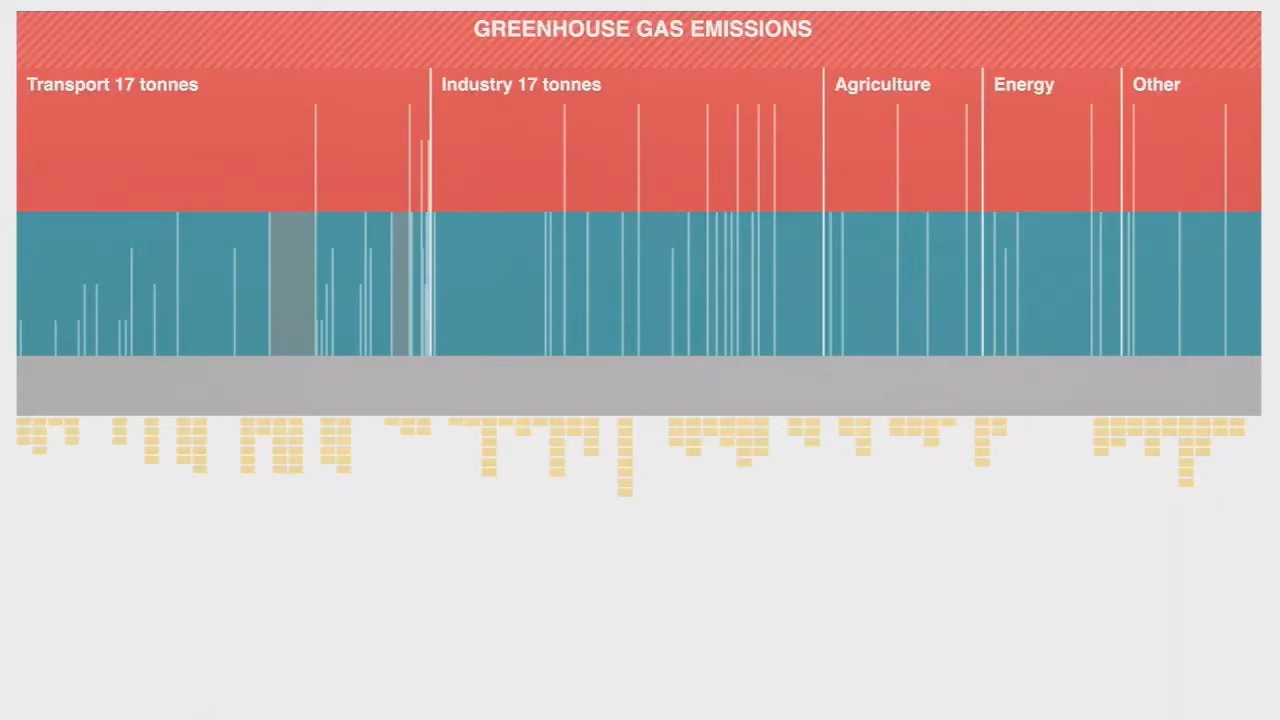 GREENHOUSE GAS EMISSIONS
Transport 17 tonnes
Industry 17 tonnes
Agriculture
Energy
Other